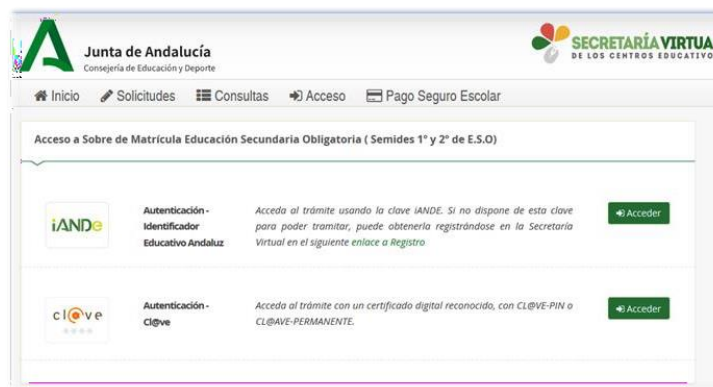 Junta de Andalucía
Consejería de Educación y Deporte
SECRETARÍA VIRTUA
DE LOS CENTROS EDUCATIVO
Inicio Solicitudes Consultas Acceso Pago Seguro Escolar
Acceso a Sobre de Matrícula Educación Secundaria Obligatoria ( Semides 1º y 2º de E.S.O)
iANDe
Autenticación -
Identificador
Educativo Andaluz
Acceda al trámite usando la clave iANDE. Si no dispone de esta clave
para poder tramitar, puede obtenerla registrándose en la Secretaría
Virtual en el siguiente enlace a Registro
Acceder
cl@ve
Autenticación -
Cl@ve
Acceda al trámite con un certificado digital reconocido, con CL@VE-PIN o
CL@AVE-PERMANENTE.
Acceder